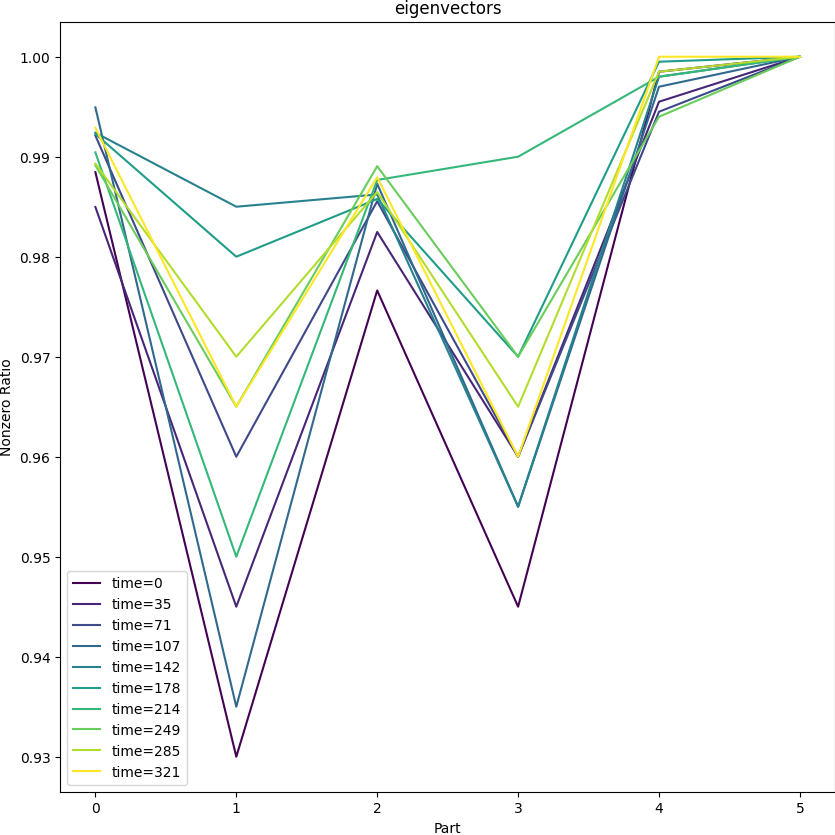 eigenvectors
1.00
0.99
0.98
0.97
0.96
0.95
0.94
0.93
Nonzero Ratio
time=0
time=35
time=71
time=107
time=142
time=178
time=214
time=249
time=285
time=321
0 1 2 3 4 5
Part